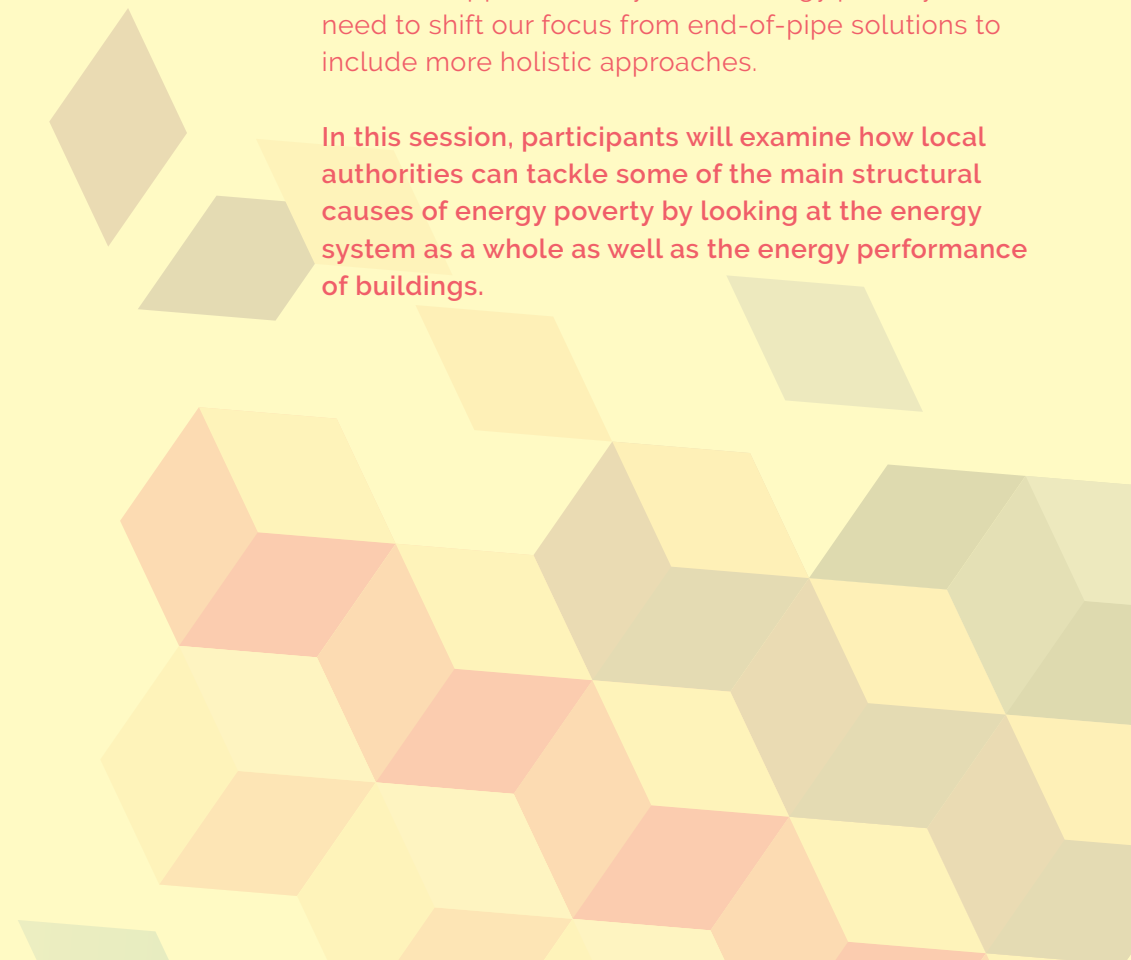 need to shift our focus from end-of-pipe solutions to
include more holistic approaches.
In this session, participants will examine how local
authorities can tackle some of the main structural
causes of energy poverty by looking at the energy
system as a whole as well as the energy performance
of buildings.